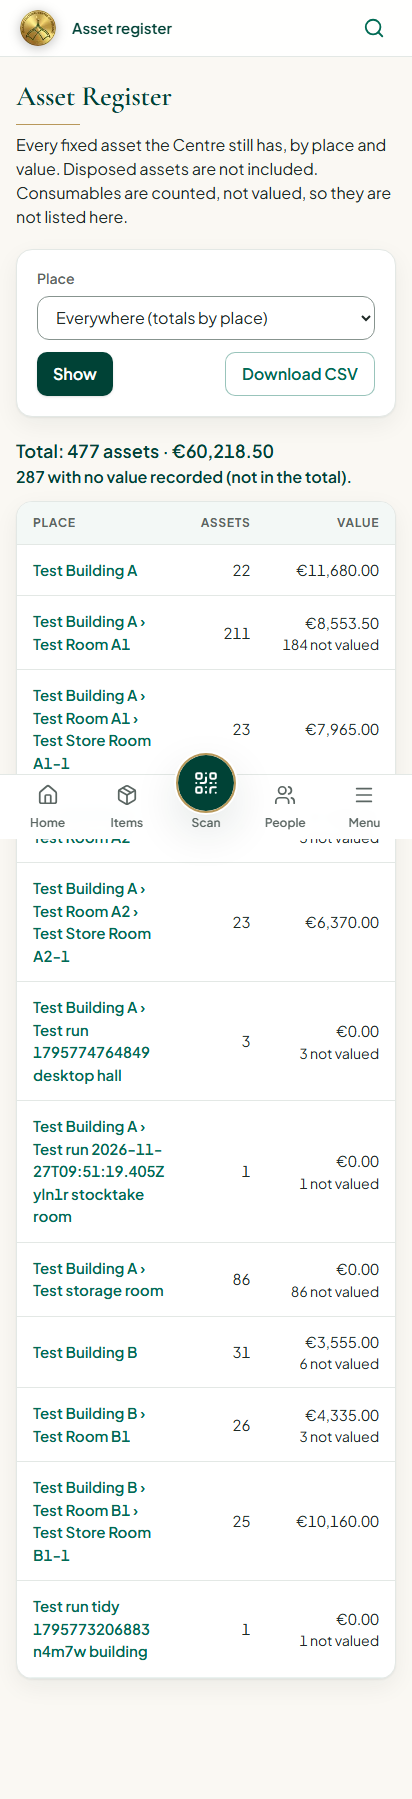 Asset register
Asset Register
Every fixed asset the Centre still has, by place and
value. Disposed assets are not included.
Consumables are counted, not valued, so they are
not listed here.
Place
Everywhere (totals by place)
Show
Download CSV
Total: 477 assets · €60,218.50
287 with no value recorded (not in the total).
PLACE ASSETS VALUE
Test Building A 22 €11,680.00
Test Building A › 
Test Room A1
211
€8,553.50
184 not valued
Test Building A ›
Test Room A1 ›
Test Store Room
A1-1
23
€7,965.00
Home
Items
Scan
People
Menu
Test Building A ›
Test Room A2 ›
Test Store Room
A2-1
23
€6,370.00
Test Building A ›
Test run
1795774764849
desktop hall
3
€0.00
3 not valued
Test Building A ›
Test run 2026-11-
27T09:51:19.405Z
yln1r stocktake
room
1
€0.00
1 not valued
Test Building A ›
Test storage room
86
€0.00
86 not valued
Test Building B
31
€3,555.00
6 not valued
Test Building B ›
Test Room B1
26
€4,335.00
3 not valued
Test Building B ›
Test Room B1 ›
Test Store Room
B1-1
25
€10,160.00
Test run tidy
1795773206883
n4m7w building
1
€0.00
1 not valued